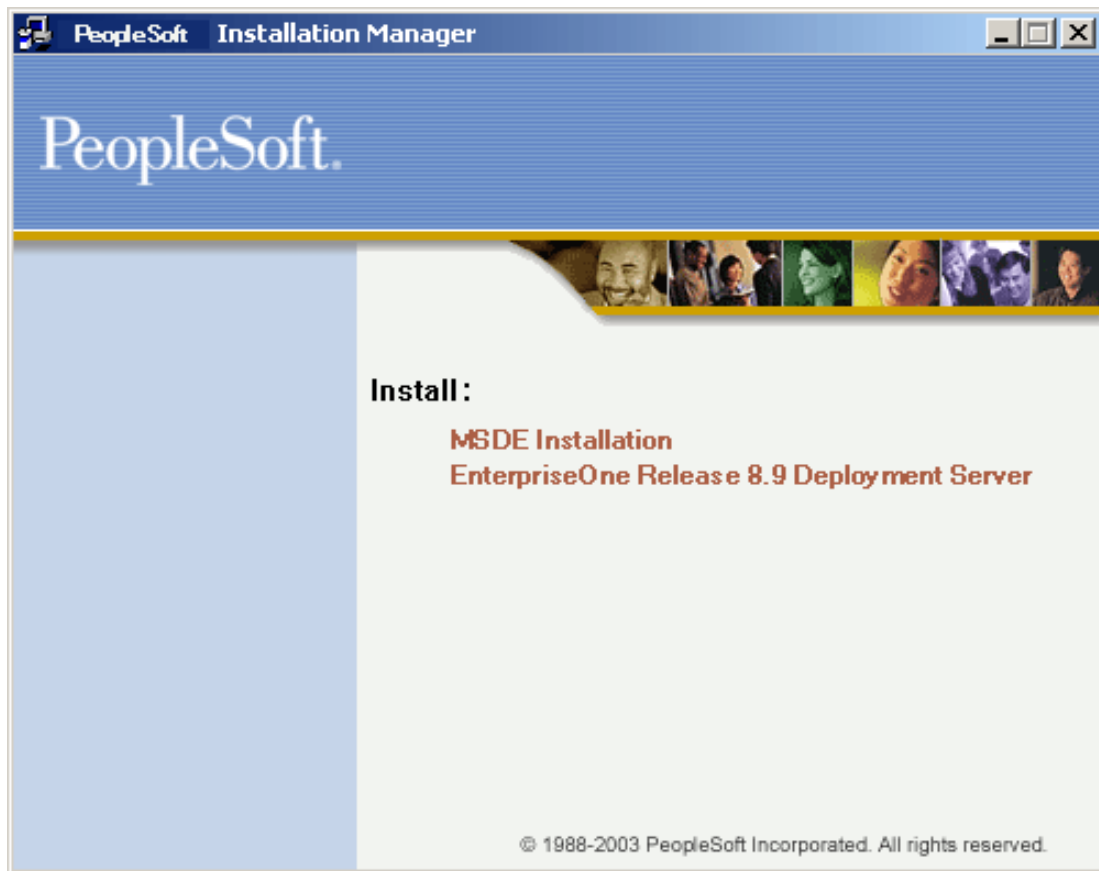 PeopleSoft Installation Manager
PeopleSoft.
Install:
MSDE Installation
EnterpriseOne Release 8.9 Deployment Server
© 1988-2003 PeopleSoft Incorporated. All rights reserved.